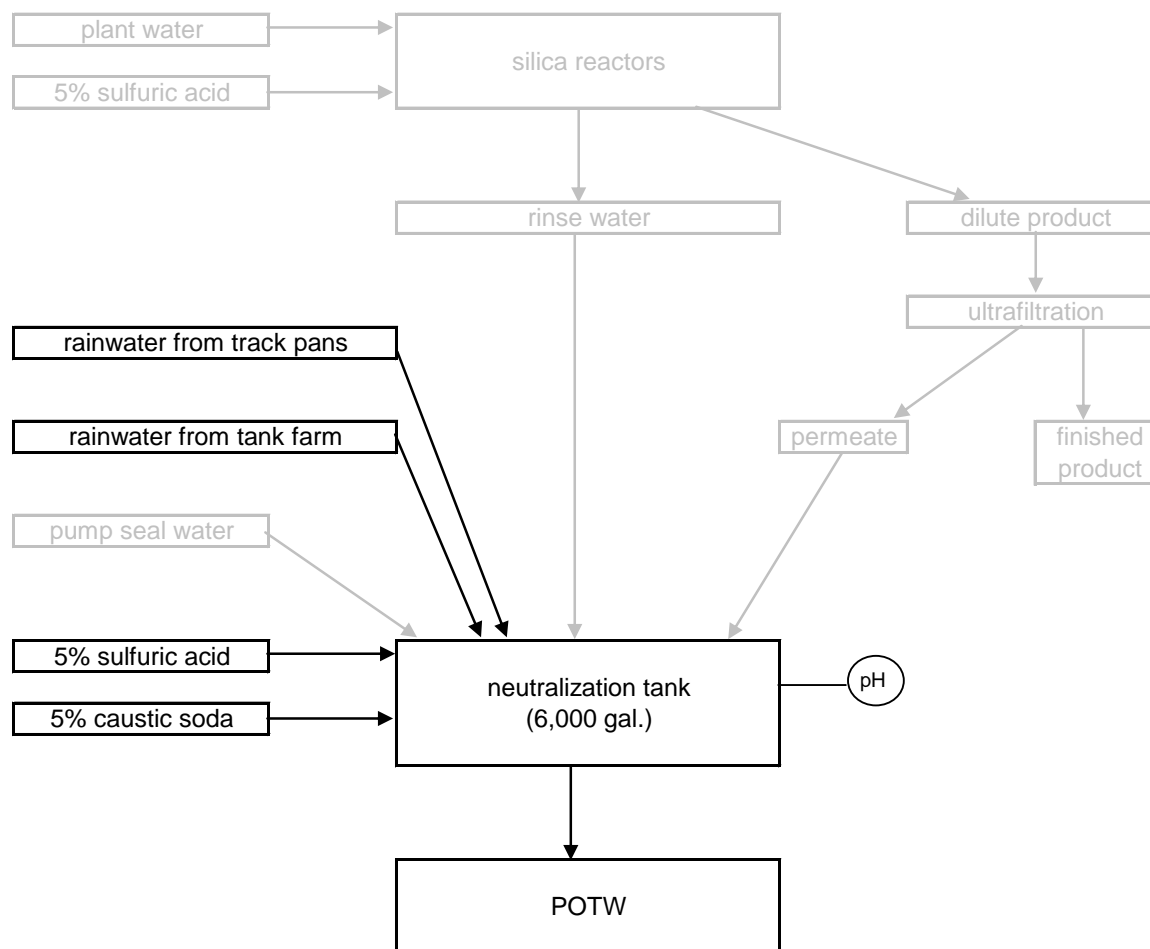 plant water
silica reactors
5% sulfuric acid
rinse water
dilute product
ultrafiltration
rainwater from track pans
rainwater from tank farm
permeate
finished
product
pump seal water
5% sulfuric acid
neutralization tank
(6,000 gal.)
pH
5% caustic soda
POTW